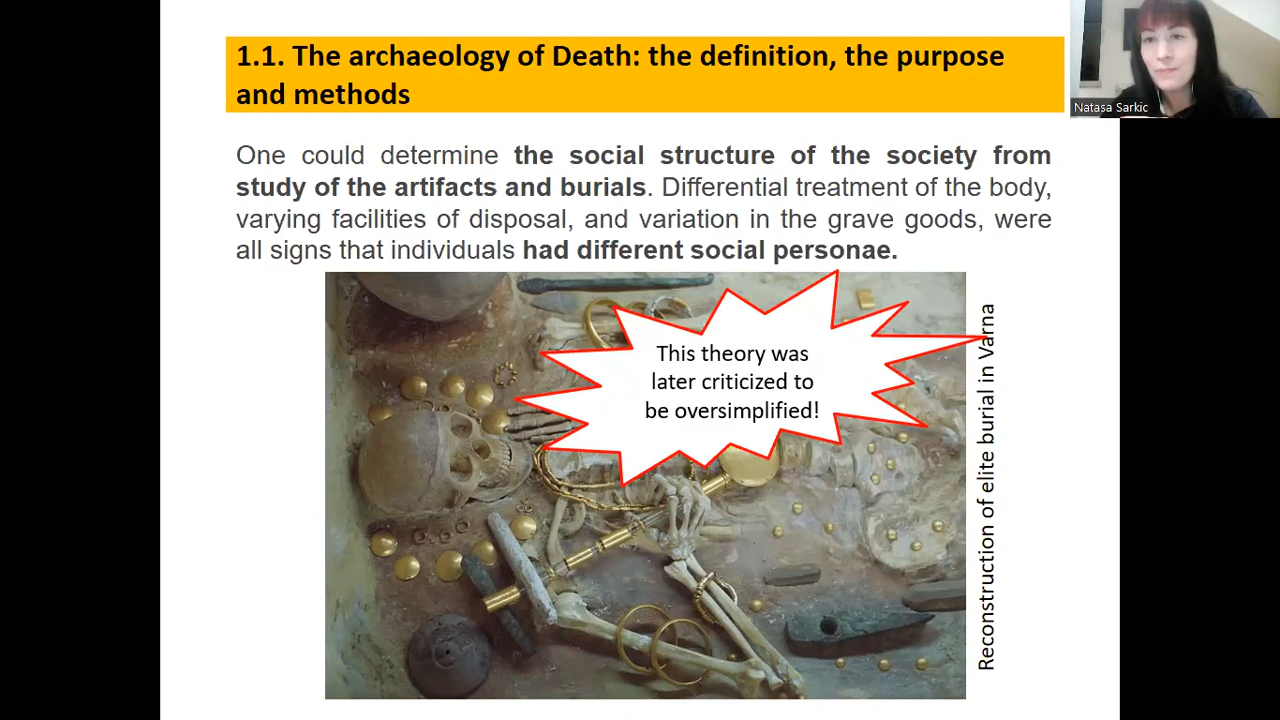 1.1. The archaeology of Death: the definition, the purpose
and methods
Natasa Sarkic
One could determine the social structure of the society from
study of the artifacts and burials. Differential treatment of the body,
varying facilities of disposal, and variation in the grave goods, were
all signs that individuals had different social personae.
This theory was
later criticized to
be oversimplified!
Reconstruction of elite burial in Varna